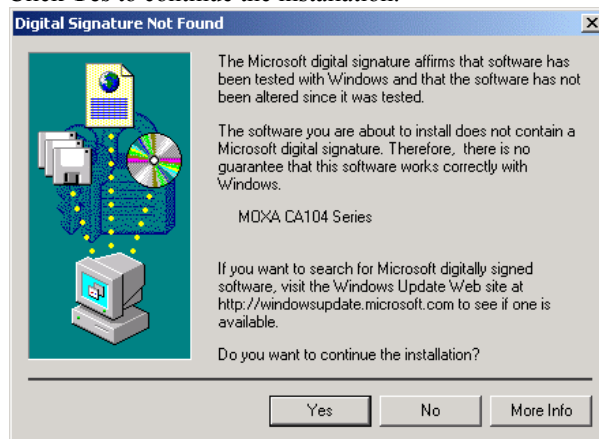 Click Yes to continue the installation.
Digital Signature Not Found
The Microsoft digital signature affirms that software has
been tested with Windows and that the software has not
been altered since it was tested.
The software you are about to install does not contain a
Microsoft digital signature. Therefore, there is no
guarantee that this software works correctly with
Windows.
MOXA CA104 Series
If you want to search for Microsoft digitally signed
software, visit the Windows Update Web site at
http://windowsupdate.microsoft.com to see if one is
available.
Do you want to continue the installation?
Yes
No
More Info